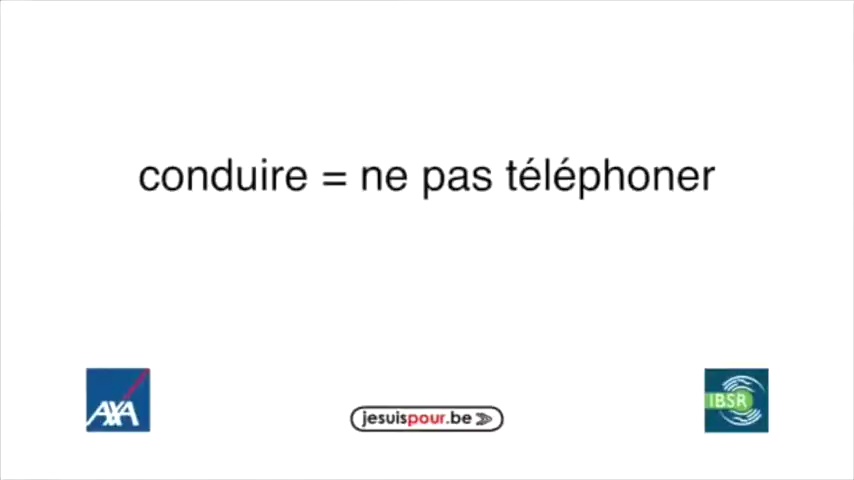 conduire = ne pas téléphoner
AXA
jesuispour.be
IBSR